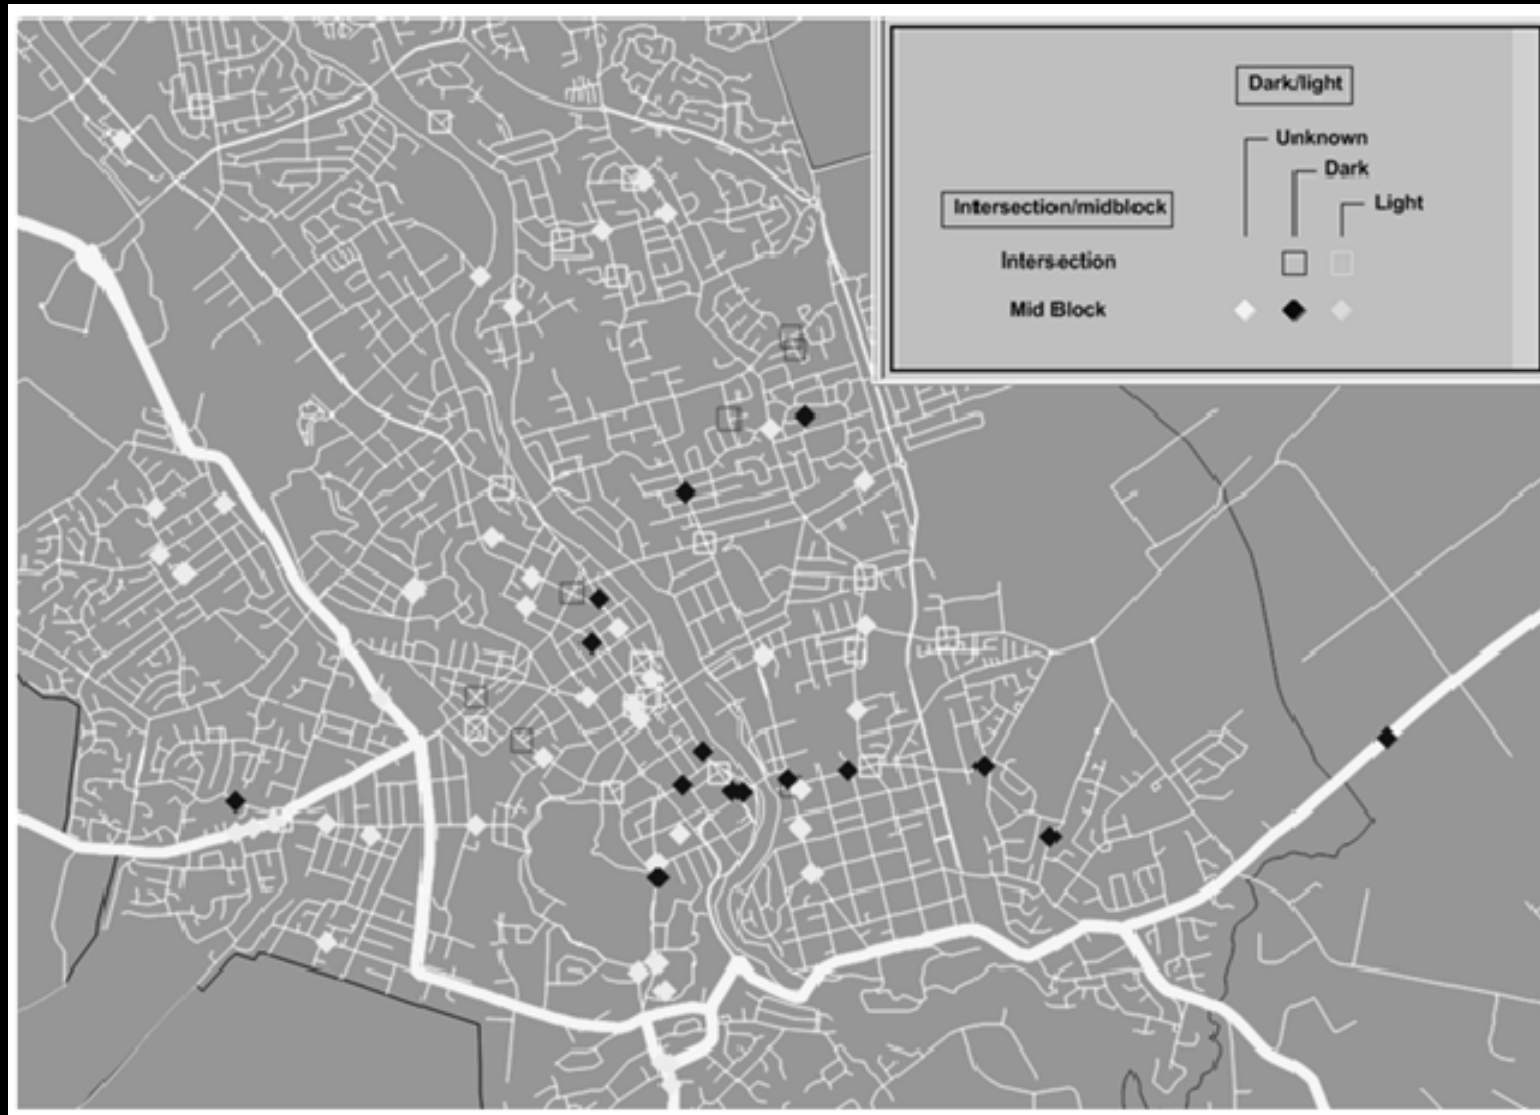 Dark/light
Unknown
Dark
Intersection/midblock
Light
Intersection
Mid Block